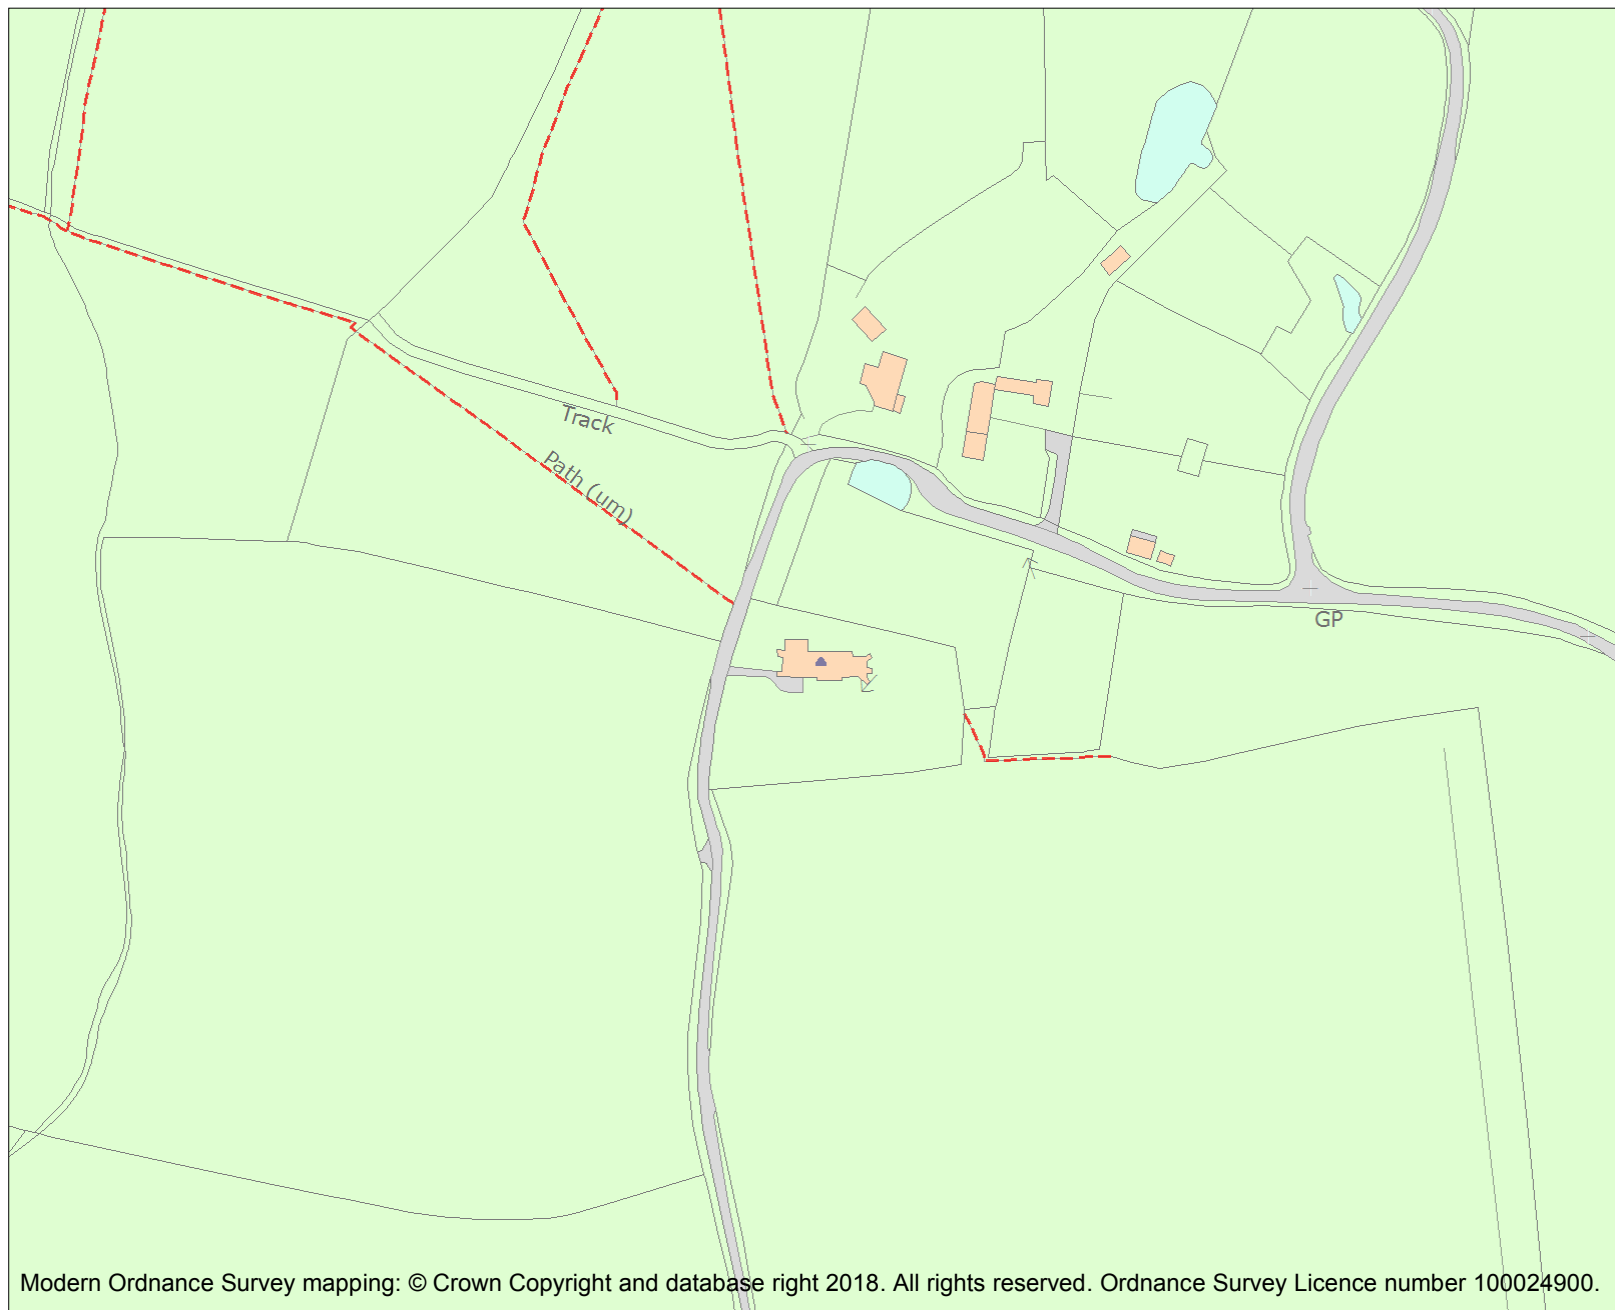 Track
Path (um)
GP
Modern Ordnance Survey mapping: © Crown Copyright and database right 2018. All rights reserved. Ordnance Survey Licence number 100024900.